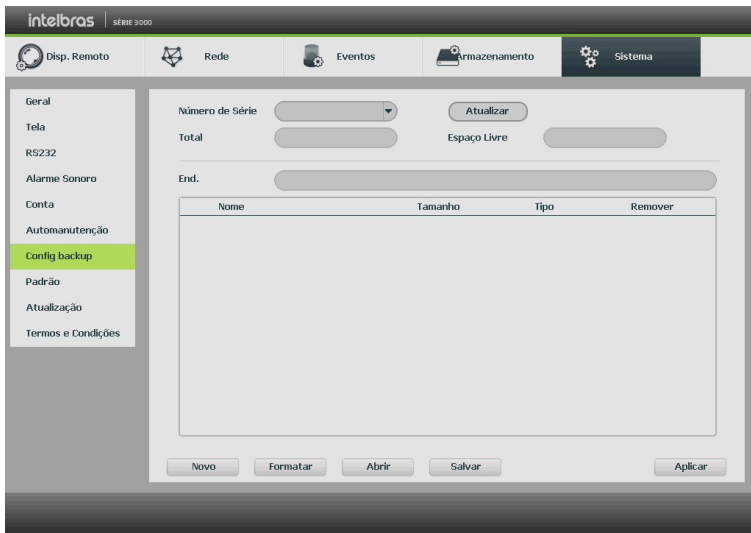 intelbras SÉRIE 3000
Disp. Remoto Rede Eventos Armazenamento Sistema
Geral
Tela
RS232
Alarme Sonoro
Conta
Automanutenção
Config backup
Padrão
Atualização
Termos e Condições
Número de Série Atualizar
Total Espaço Livre
End.
Nome Tamanho Tipo Remover
Novo Formatar Abrir Salvar Aplicar